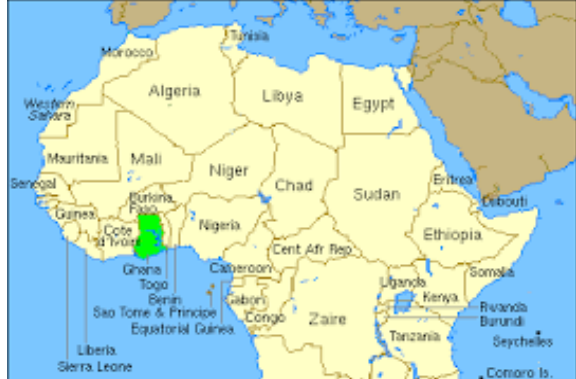 Tunisia
Morocco
Algeria
Libya
Egypt
Western
Sahara
Mauritania
Mali
Niger
Chad
Sudan
Eritrea
Senegal
Burkina
Faso
Djibouti
Guinea
Cote
d'Ivoire
Nigeria
Ethiopia
Cent Afr Rep
Ghana
Togo
Benin
Sao Tome & Principe
Equatorial Guinea
Cameroon
Somalia
Uganda
Kenya
Gabon
Congo
Zaire
Rwanda
Burundi
Tanzania
Seychelles
Liberia
Sierra Leone
Comoro Is.